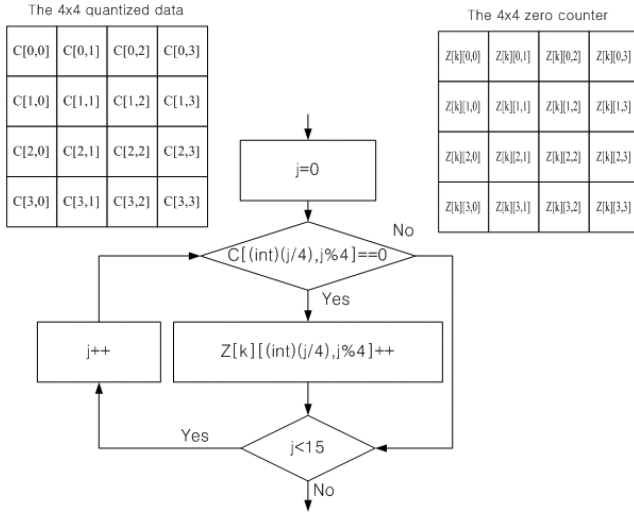 The 4x4 quantized data
C[0,0] C[0,1] C[0,2] C[0,3]
C[1,0] C[1,1] C[1,2] C[1,3]
C[2,0] C[2,1] C[2,2] C[2,3]
C[3,0] C[3,1] C[3,2] C[3,3]
The 4x4 zero counter
Z[k][0,0] Z[k][0,1] Z[k][0,2] Z[k][0,3]
Z[k][1,0] Z[k][1,1] Z[k][1,2] Z[k][1,3]
Z[k][2,0] Z[k][2,1] Z[k][2,2] Z[k][2,3]
Z[k][3,0] Z[k][3,1] Z[k][3,2] Z[k][3,3]
j=0
No
C[(int)(j/4),j%4]==0
Yes
j++
Z[k][(int)(j/4),j%4]++
Yes
j<15
No